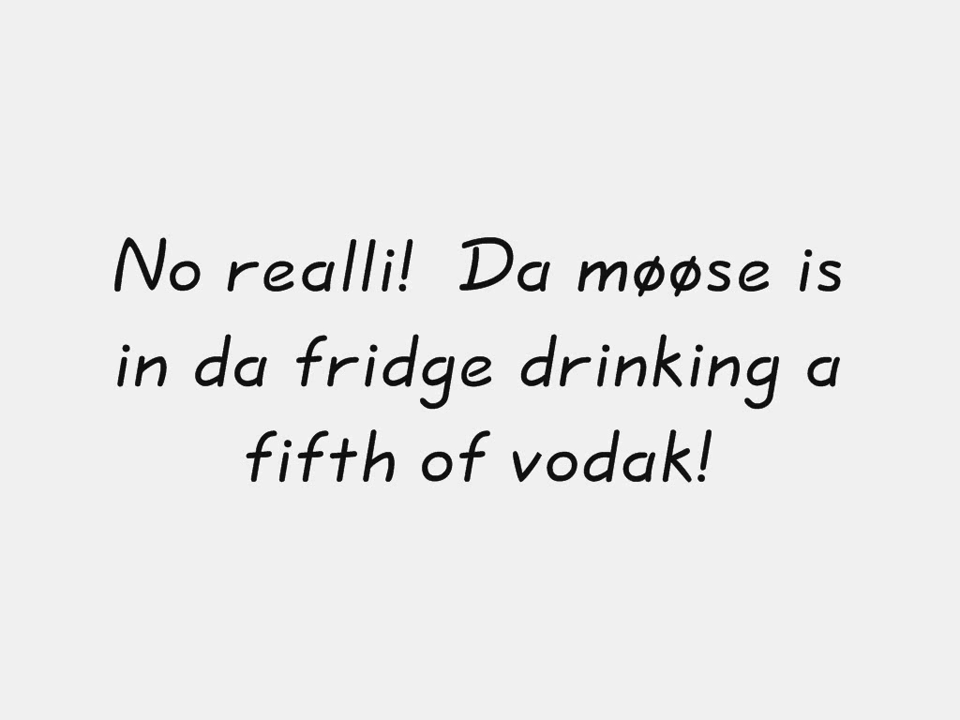 No realli!  Da møøse is
in da fridge drinking a
fifth of vodak!